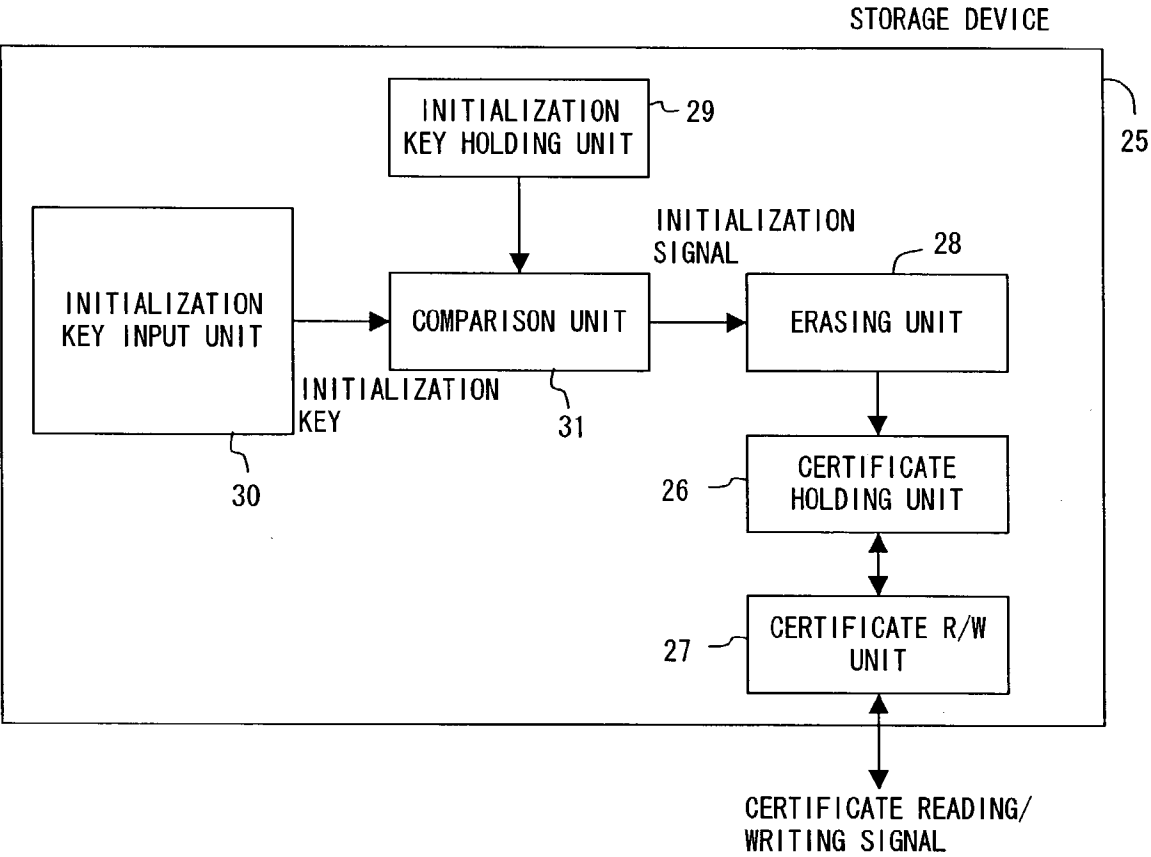 STORAGE DEVICE
25
INITIALIZATION
KEY HOLDING UNIT
29
INITIALIZATION
KEY INPUT UNIT
30
INITIALIZATION
KEY
COMPARISON UNIT
31
INITIALIZATION
SIGNAL
28
ERASING UNIT
26
CERTIFICATE
HOLDING UNIT
27
CERTIFICATE R/W
UNIT
CERTIFICATE READING/
WRITING SIGNAL